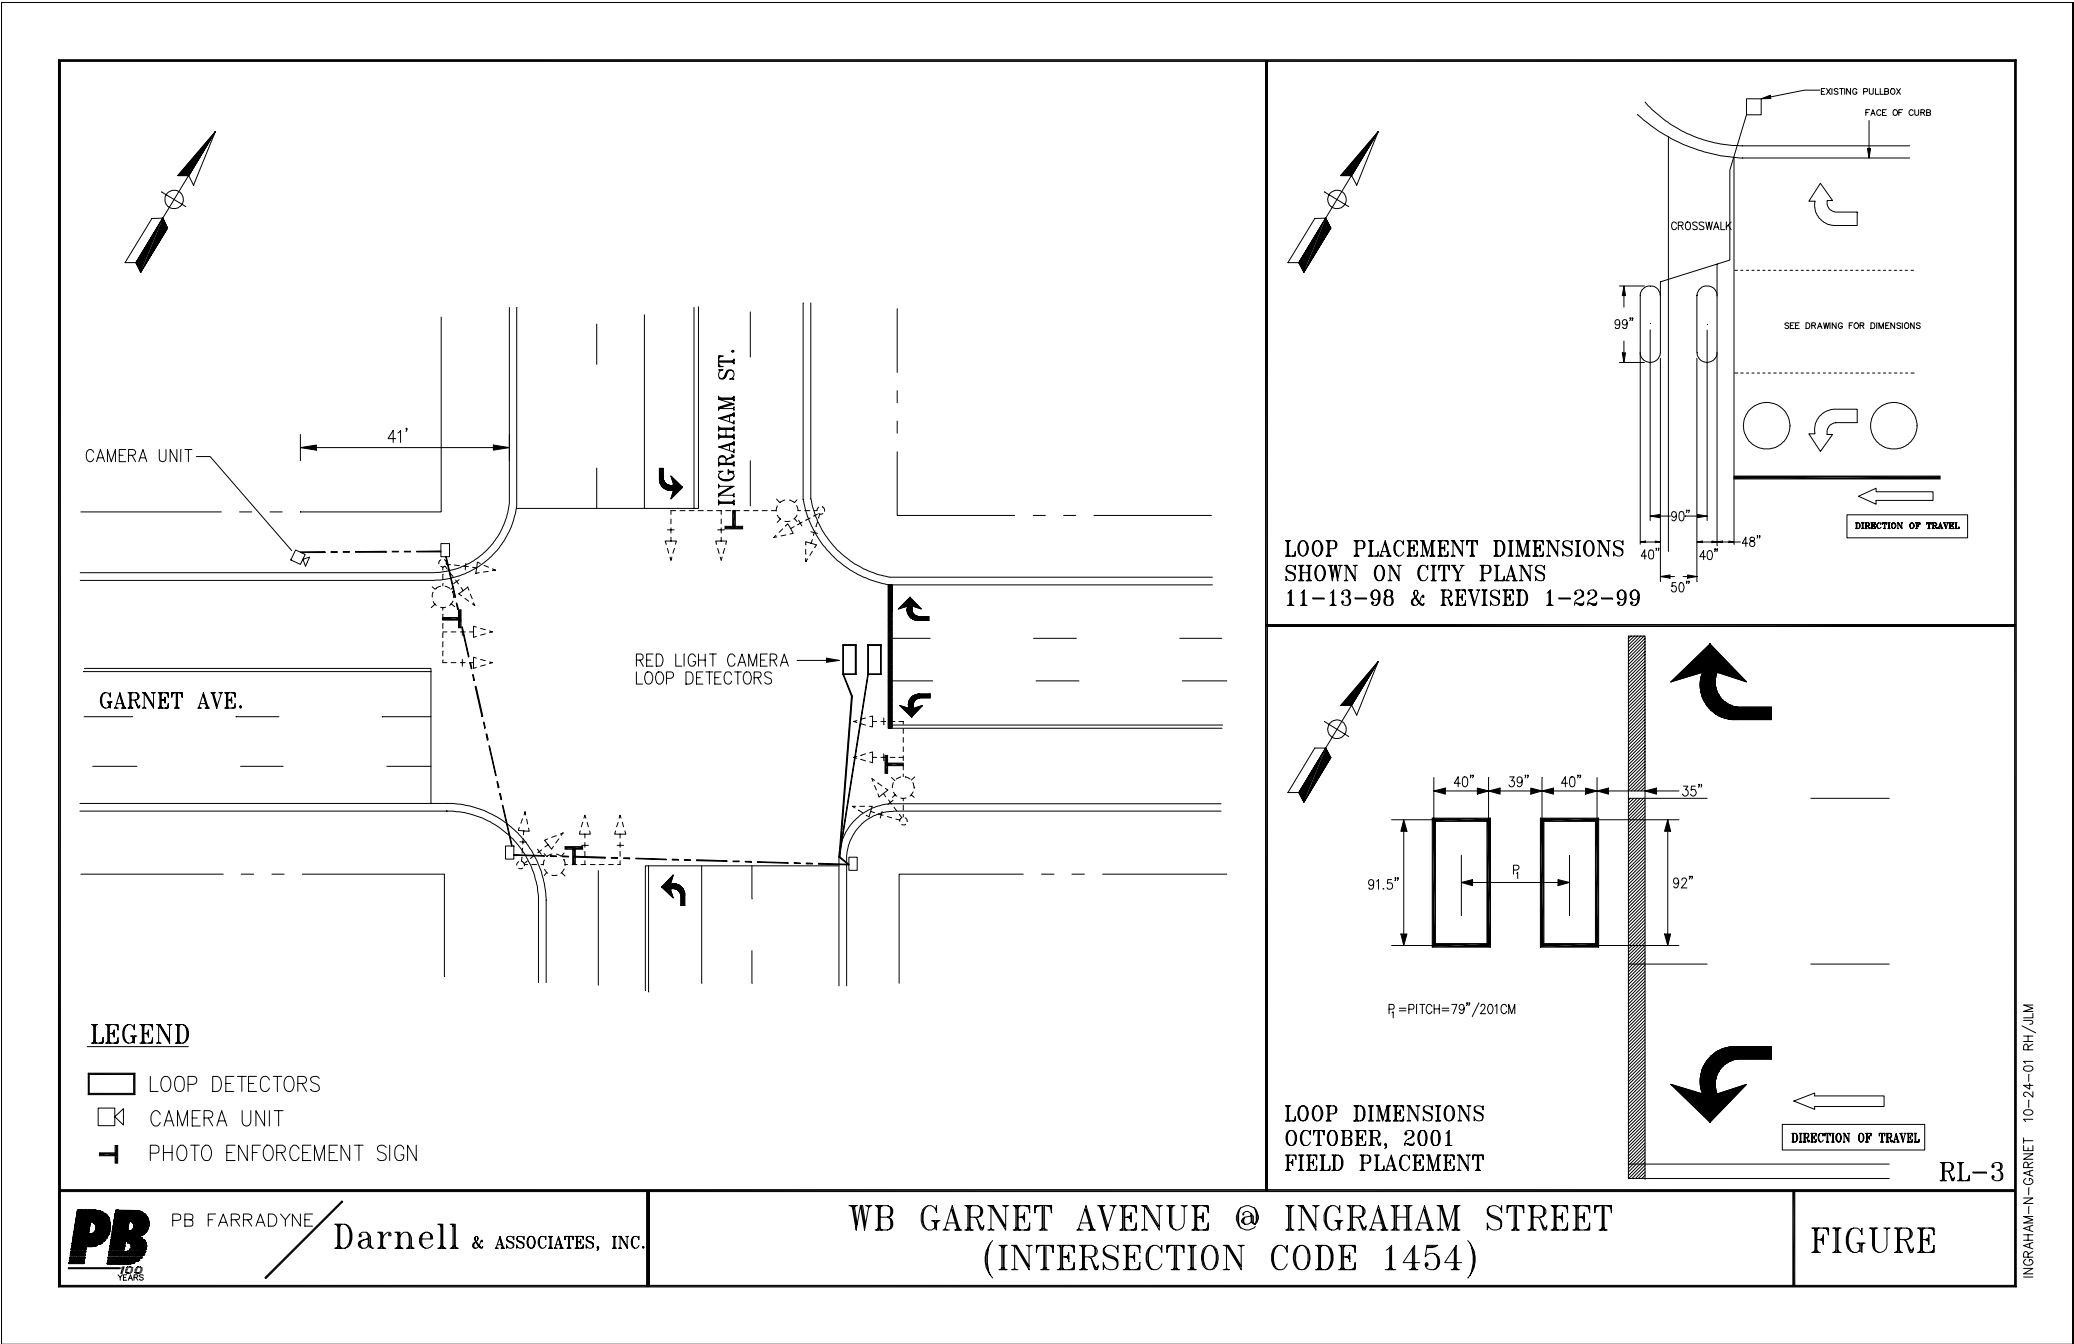 CAMERA UNIT
41'
INGRAHAM ST.
RED LIGHT CAMERA
LOOP DETECTORS
GARNET AVE.
LEGEND
LOOP DETECTORS
CAMERA UNIT
PHOTO ENFORCEMENT SIGN
EXISTING PULLBOX
FACE OF CURB
CROSSWALK
99"
SEE DRAWING FOR DIMENSIONS
90"
DIRECTION OF TRAVEL
40"
40"
48"
50"
LOOP PLACEMENT DIMENSIONS
SHOWN ON CITY PLANS
11-13-98 & REVISED 1-22-99
40"
39"
40"
35"
91.5"
P1
92"
P1=PITCH=79"/201CM
LOOP DIMENSIONS
OCTOBER, 2001
FIELD PLACEMENT
DIRECTION OF TRAVEL
RL-3
INGRAHAM-N-GARNET 10-24-01 RH/JLM
PB
100
YEARS
PB FARRADYNE
Darnell & ASSOCIATES, INC.
WB GARNET AVENUE @ INGRAHAM STREET
(INTERSECTION CODE 1454)
FIGURE